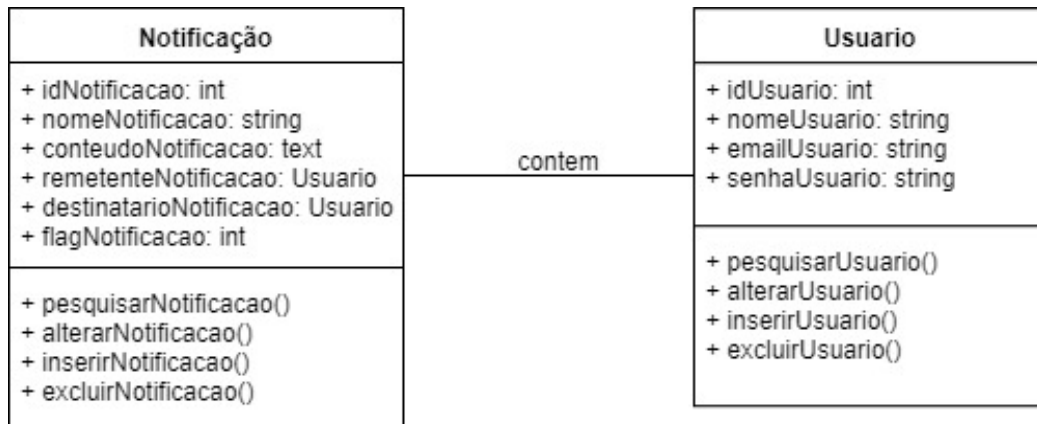 Notificação
+ idNotificacao: int
+ nomeNotificacao: string
+ conteudoNotificacao: text
+ remetenteNotificacao: Usuario
+ destinatarioNotificacao: Usuario
+ flagNotificacao: int
+ pesquisarNotificacao()
+ alterarNotificacao()
+ inserirNotificacao()
+ excluirNotificacao()
contem
Usuario
+ idUsuario: int
+ nomeUsuario: string
+ emailUsuario: string
+ senhaUsuario: string
+ pesquisarUsuario()
+ alterarUsuario()
+ inserirUsuario()
+ excluirUsuario()